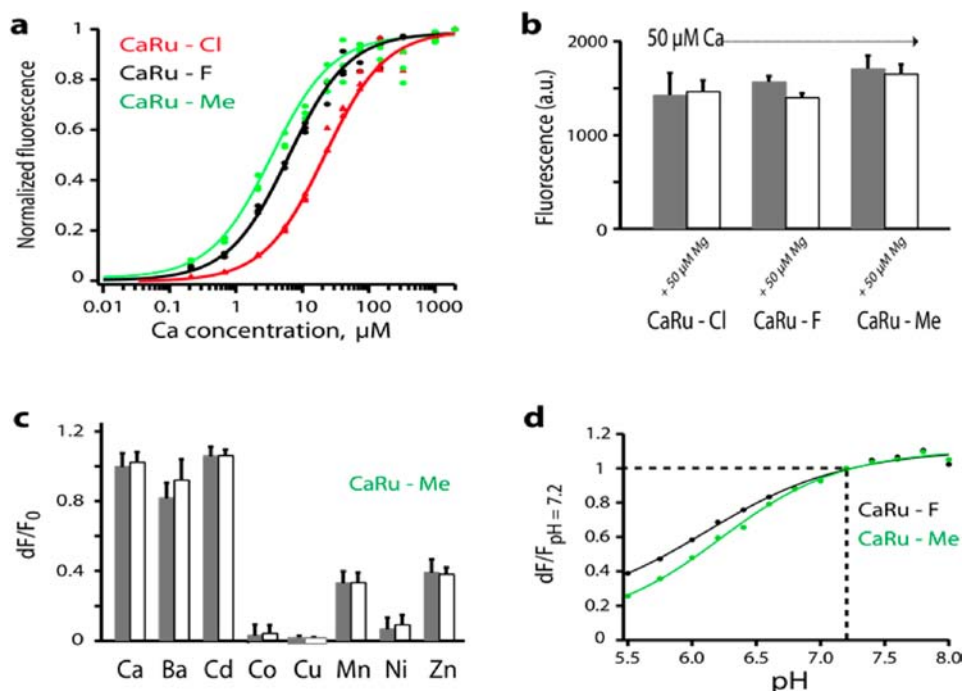 a
CaRu - Cl
CaRu - F
CaRu - Me
Normalized fluorescence
1
0.8
0.6
0.4
0.2
0
0.01 0.1 1 10 100 1000
Ca concentration, µM
b
50 µM Ca
Fluorescence (a.u.)
2000
1000
0
+ 50 µM Mg + 50 µM Mg + 50 µM Mg
CaRu - Cl CaRu - F CaRu - Me
c
CaRu - Me
dF/F0
1.2
0.8
0.4
0
Ca Ba Cd Co Cu Mn Ni Zn
d
dF/FpH = 7.2
1.2
1
0.8
0.6
0.4
0.2
0
CaRu - F
CaRu - Me
5.5 6.0 6.5 7.0 7.5 8.0
pH